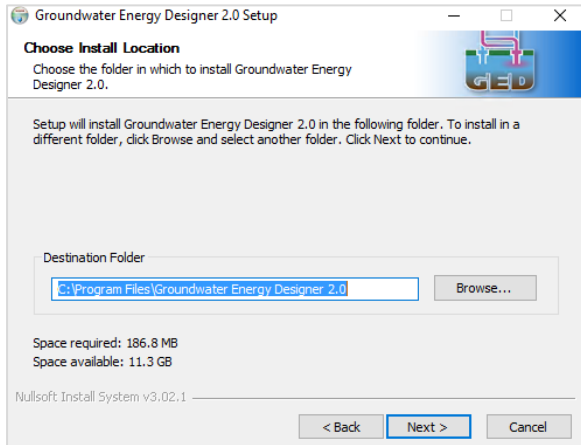 Groundwater Energy Designer 2.0 Setup
Choose Install Location
Choose the folder in which to install Groundwater Energy
Designer 2.0.
GED
Setup will install Groundwater Energy Designer 2.0 in the following folder. To install in a
different folder, click Browse and select another folder. Click Next to continue.
Destination Folder
C:\Program Files\Groundwater Energy Designer 2.0
Browse...
Space required: 186.8 MB
Space available: 11.3 GB
Nullsoft Install System v3.02.1
< Back
Next >
Cancel